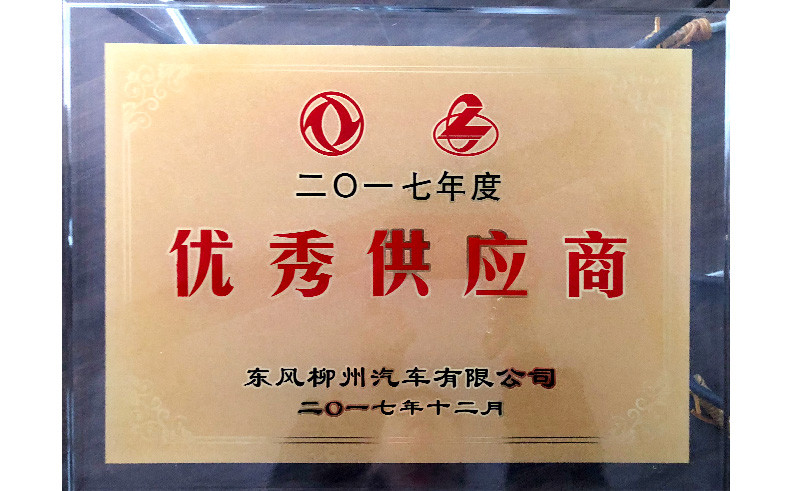 二〇一七年度
优秀供应商
东风柳州汽车有限公司
二〇一七年十二月